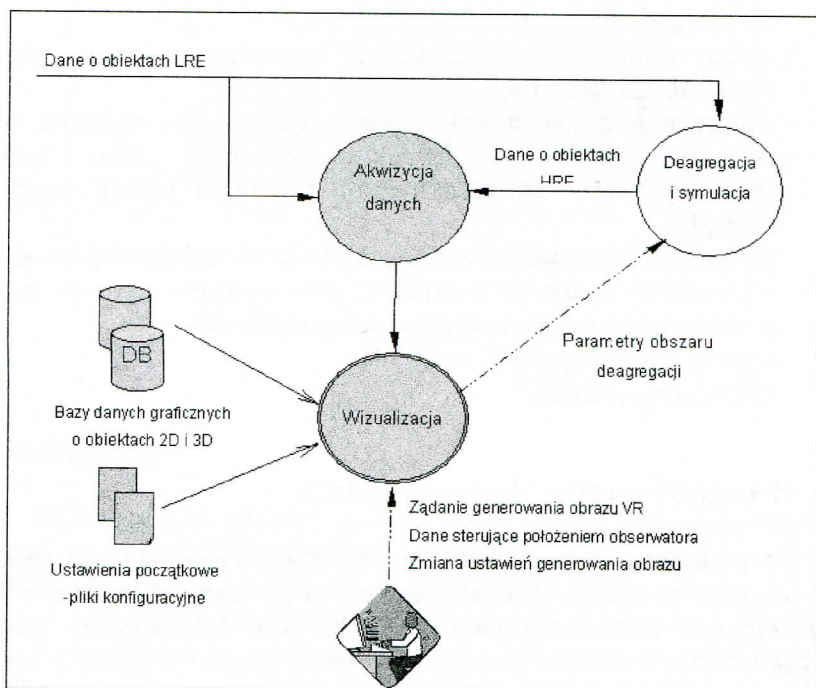 Dane o obiektach LRE
Akwizycja
danych
Dane o obiektach
HRE
Deagregacja
i symulacja
DB
Bazy danych graficznych
o obiektach 2D i 3D
Wizualizacja
Parametry obszaru
deagregacji
Ustawienia początkowe
-pliki konfiguracyjne
Żądanie generowania obrazu VR
Dane sterujące położeniem obserwatora
Zmiana ustawień generowania obrazu